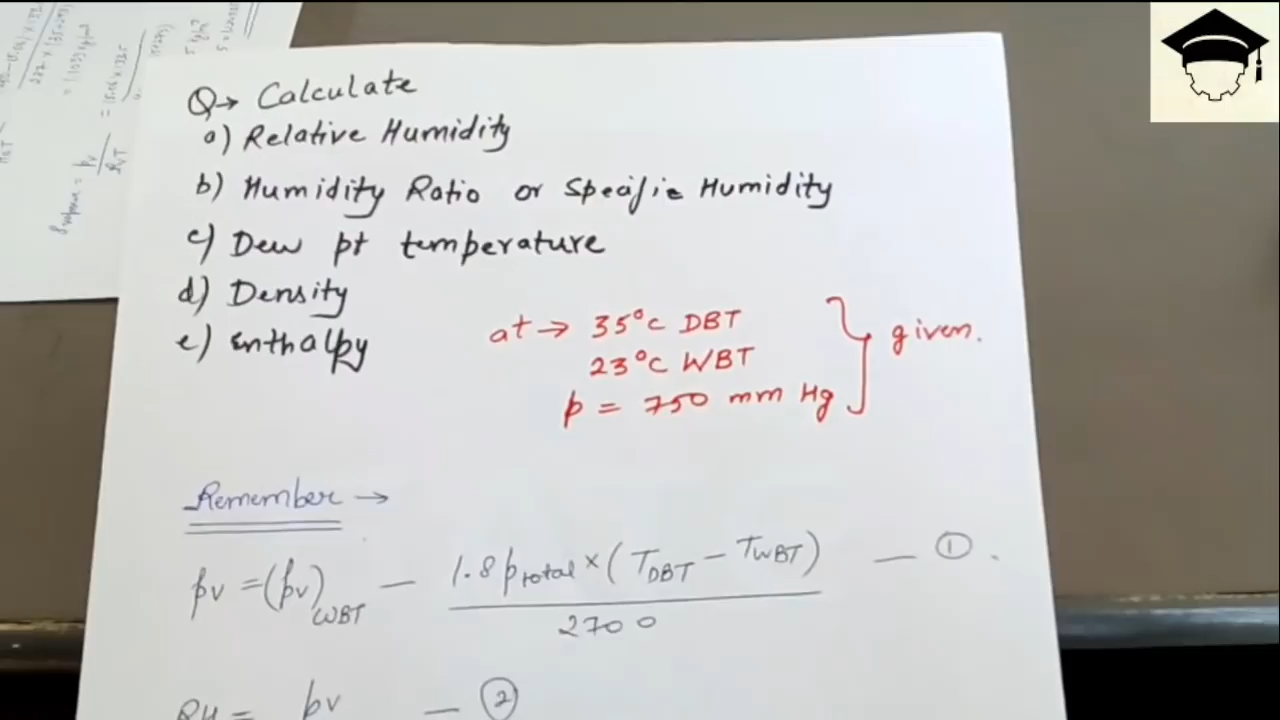 Q→ Calculate
a) Relative Humidity
b) Humidity Ratio or Specific Humidity
c) Dew pt temperature
d) Density
e) Enthalpy
at → 35°C DBT
23°C WBT
p = 750 mm Hg
given.
Remember →
pv = (pv)WBT — 1.8 ptotal × (TDBT – TWBT) / 2700 — ①.
RH = pv — ②